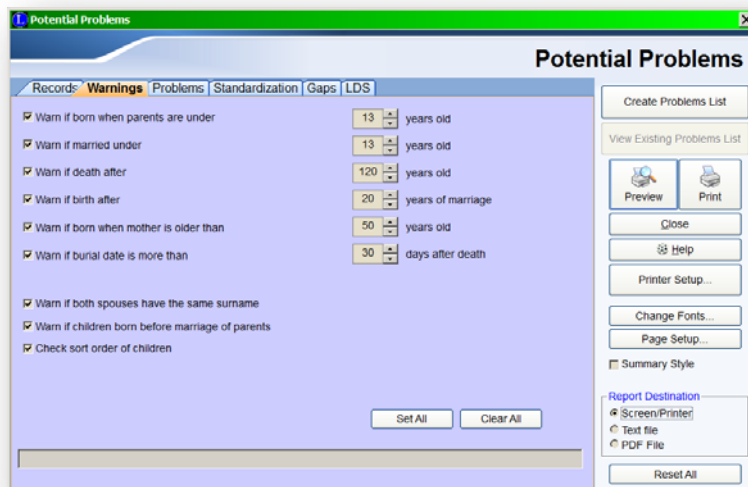 L Potential Problems
Potential Problems
Records Warnings Problems Standardization Gaps LDS
Warn if born when parents are under 13 years old
Warn if married under 13 years old
Warn if death after 120 years old
Warn if birth after 20 years of marriage
Warn if born when mother is older than 50 years old
Warn if burial date is more than 30 days after death
Warn if both spouses have the same surname
Warn if children born before marriage of parents
Check sort order of children
Set All Clear All
Create Problems List
View Existing Problems List
Preview Print
Close
Help
Printer Setup...
Change Fonts...
Page Setup...
Summary Style
Report Destination
Screen/Printer
Text file
PDF File
Reset All